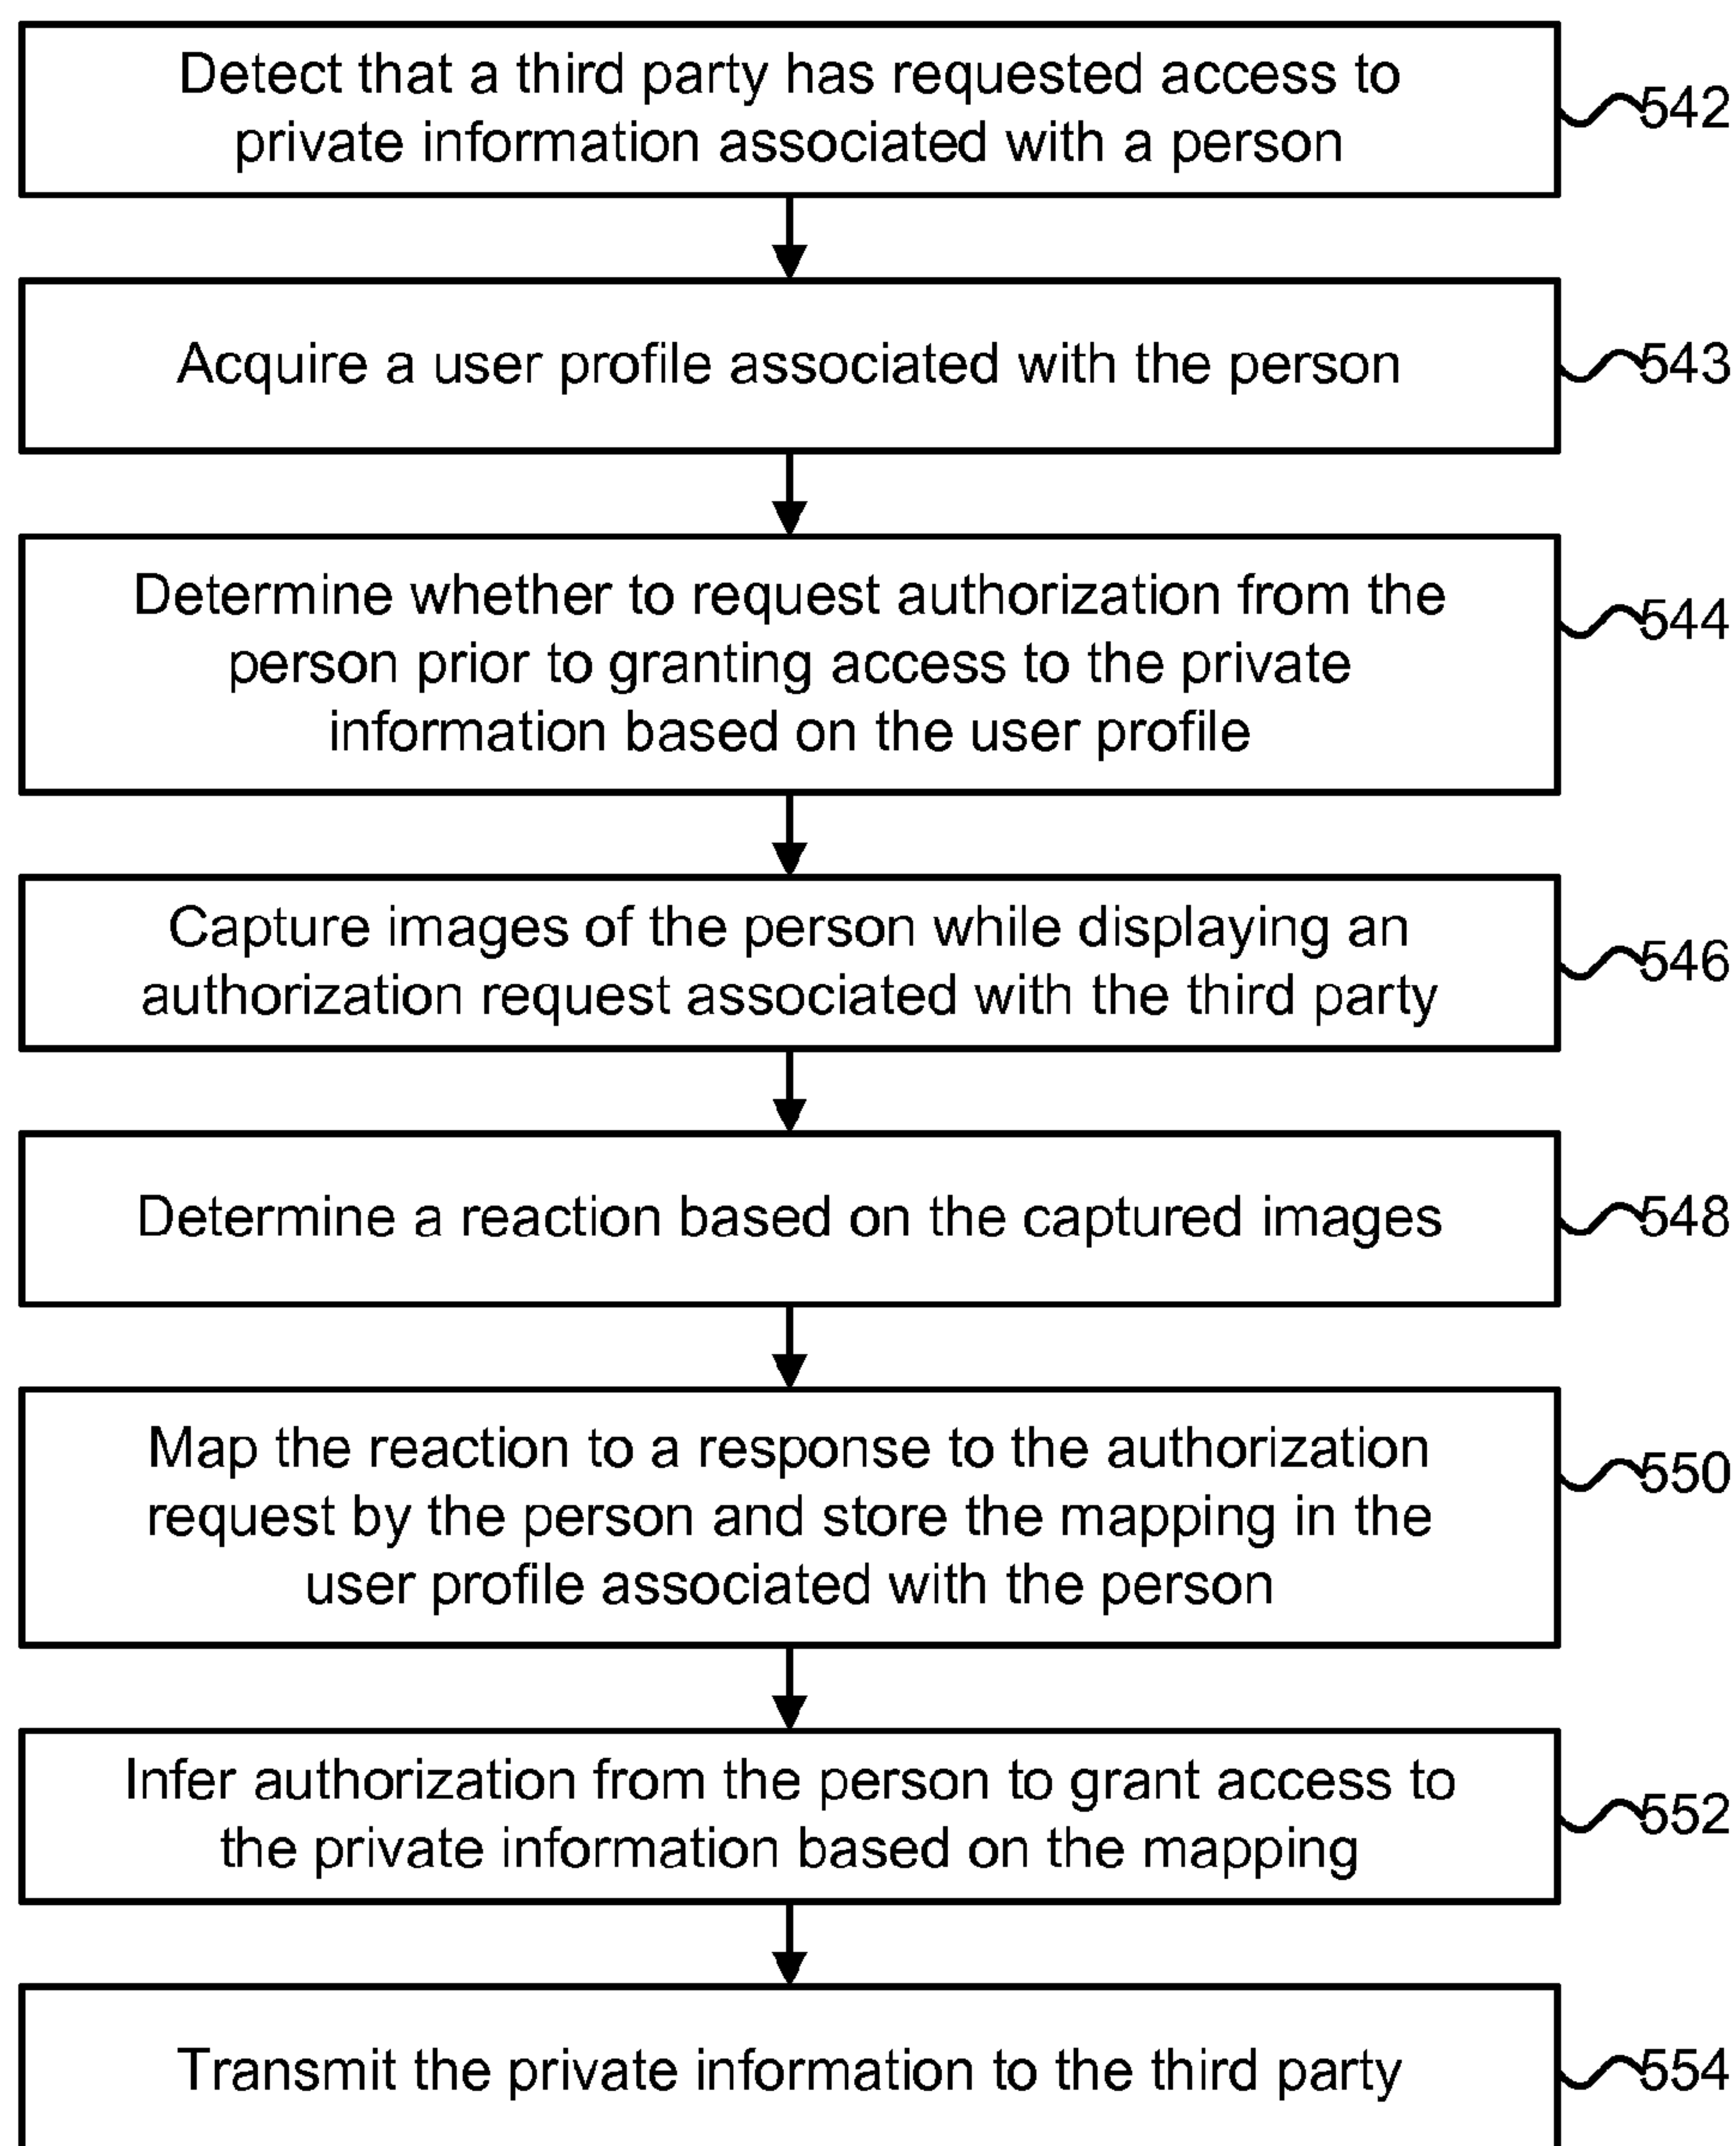 Detect that a third party has requested access to
private information associated with a person
542
Acquire a user profile associated with the person
543
Determine whether to request authorization from the
person prior to granting access to the private
information based on the user profile
544
Capture images of the person while displaying an
authorization request associated with the third party
546
Determine a reaction based on the captured images
548
Map the reaction to a response to the authorization
request by the person and store the mapping in the
user profile associated with the person
550
Infer authorization from the person to grant access to
the private information based on the mapping
552
Transmit the private information to the third party
554